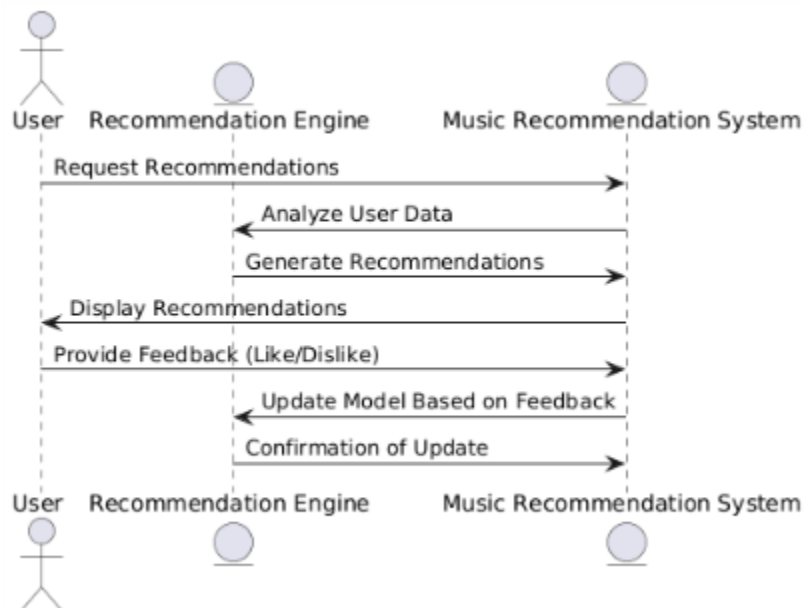 User Recommendation Engine Music Recommendation System
Request Recommendations
Analyze User Data
Generate Recommendations
Display Recommendations
Provide Feedback (Like/Dislike)
Update Model Based on Feedback
Confirmation of Update
User Recommendation Engine Music Recommendation System